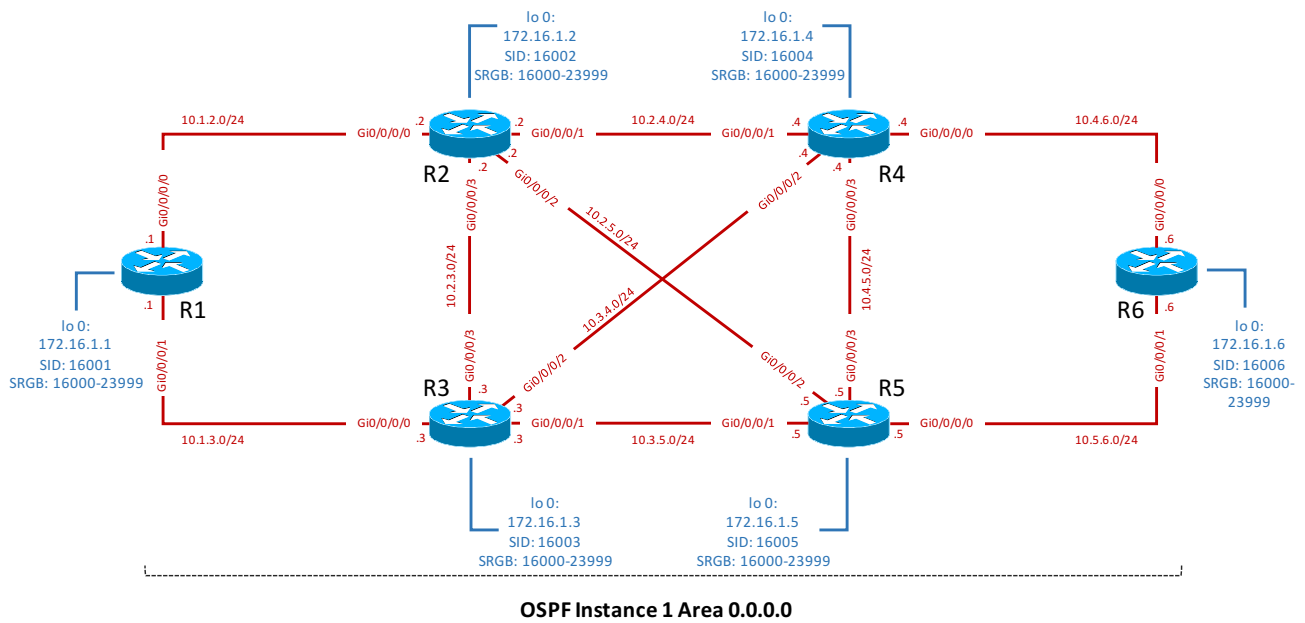 lo 0:
172.16.1.2
SID: 16002
SRGB: 16000-23999
lo 0:
172.16.1.4
SID: 16004
SRGB: 16000-23999
10.1.2.0/24
.2
Gi0/0/0/0
.2
Gi0/0/0/1
10.2.4.0/24
Gi0/0/0/1
.4
.4
Gi0/0/0/0
10.4.6.0/24
.2
.2
.4
.4
R2
R4
Gi0/0/0/3
Gi0/0/0/2
Gi0/0/0/2
Gi0/0/0/3
Gi0/0/0/0
Gi0/0/0/0
10.2.5.0/24
.1
.6
10.2.3.0/24
10.3.4.0/24
10.4.5.0/24
.1
R1
R6
.6
lo 0:
172.16.1.1
SID: 16001
SRGB: 16000-23999
lo 0:
172.16.1.6
SID: 16006
SRGB: 16000-
23999
Gi0/0/0/1
Gi0/0/0/3
Gi0/0/0/2
Gi0/0/0/2
Gi0/0/0/3
Gi0/0/0/1
R3
R5
.3
.3
.5
.5
10.1.3.0/24
Gi0/0/0/0
.3
.3
Gi0/0/0/1
10.3.5.0/24
Gi0/0/0/1
.5
.5
Gi0/0/0/0
10.5.6.0/24
lo 0:
172.16.1.3
SID: 16003
SRGB: 16000-23999
lo 0:
172.16.1.5
SID: 16005
SRGB: 16000-23999
OSPF Instance 1 Area 0.0.0.0